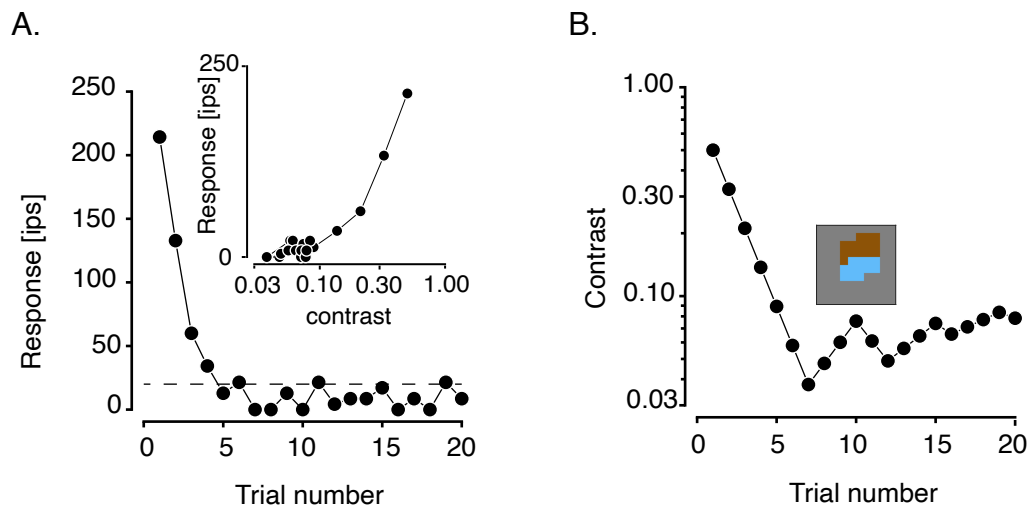 A.
250
200
150
100
50
0
Response [ips]
0 5 10 15 20
Trial number
250
0
Response [ips]
0.03 0.10 0.30 1.00
contrast
B.
1.00
0.30
0.10
0.03
Contrast
0 5 10 15 20
Trial number